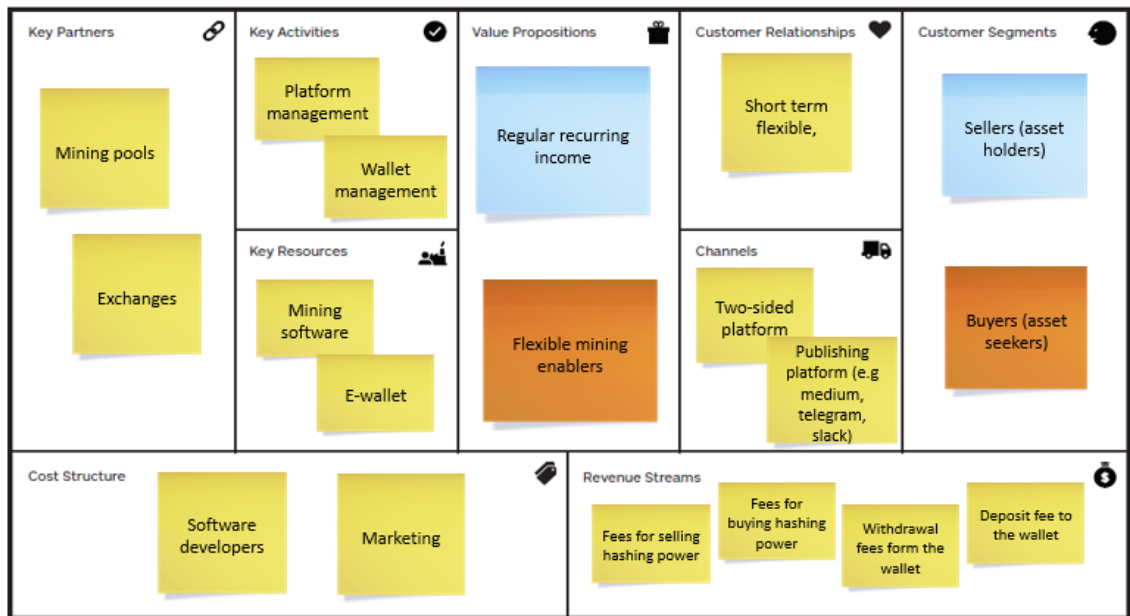 Key Partners
Mining pools
Exchanges
Key Activities
Platform
management
Wallet
management
Key Resources
Mining
software
E-wallet
Value Propositions
Regular recurring
income
Flexible mining
enablers
Customer Relationships
Short term
flexible,
Channels
Two-sided
platform
Publishing
platform (e.g
medium,
telegram,
slack)
Customer Segments
Sellers (asset
holders)
Buyers (asset
seekers)
Cost Structure
Software
developers
Marketing
Revenue Streams
Fees for selling
hashing power
Fees for
buying hashing
power
Withdrawal
fees form the
wallet
Deposit fee to
the wallet
$